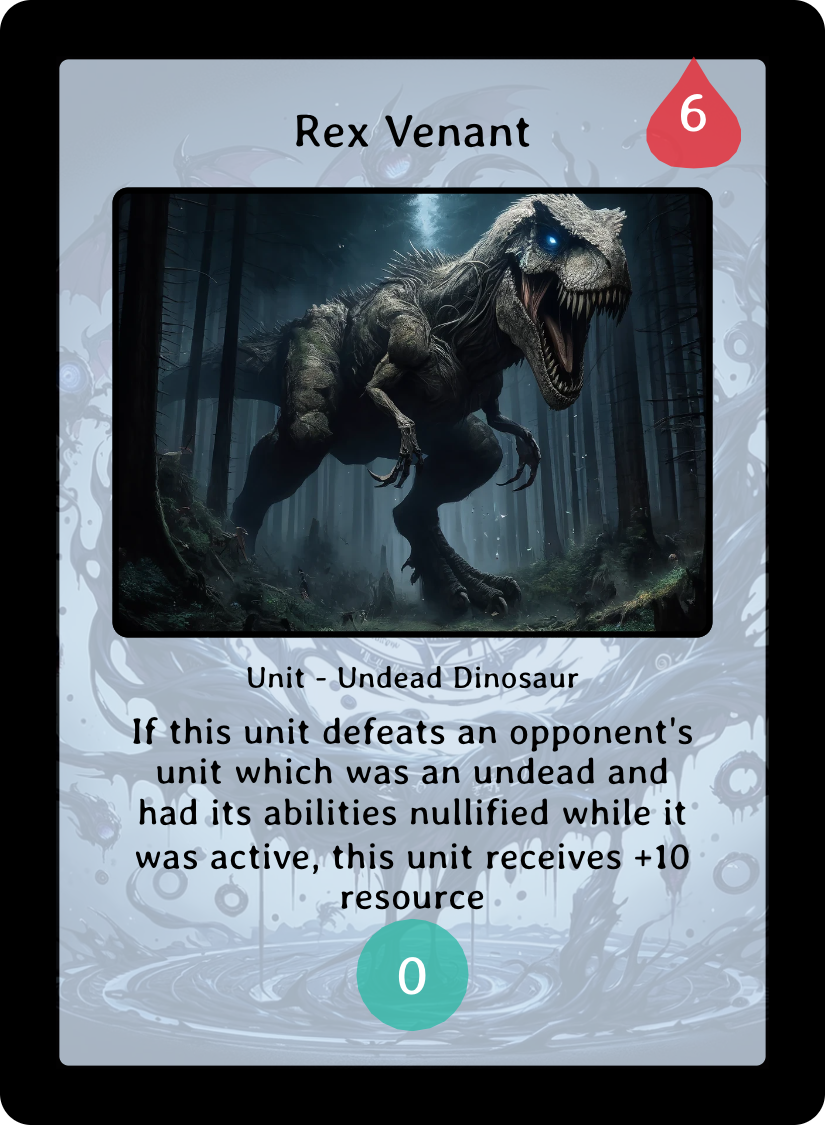 Rex Venant
6
Unit - Undead Dinosaur
If this unit defeats an opponent's
unit which was an undead and
had its abilities nullified while it
was active, this unit receives +10
resource
0